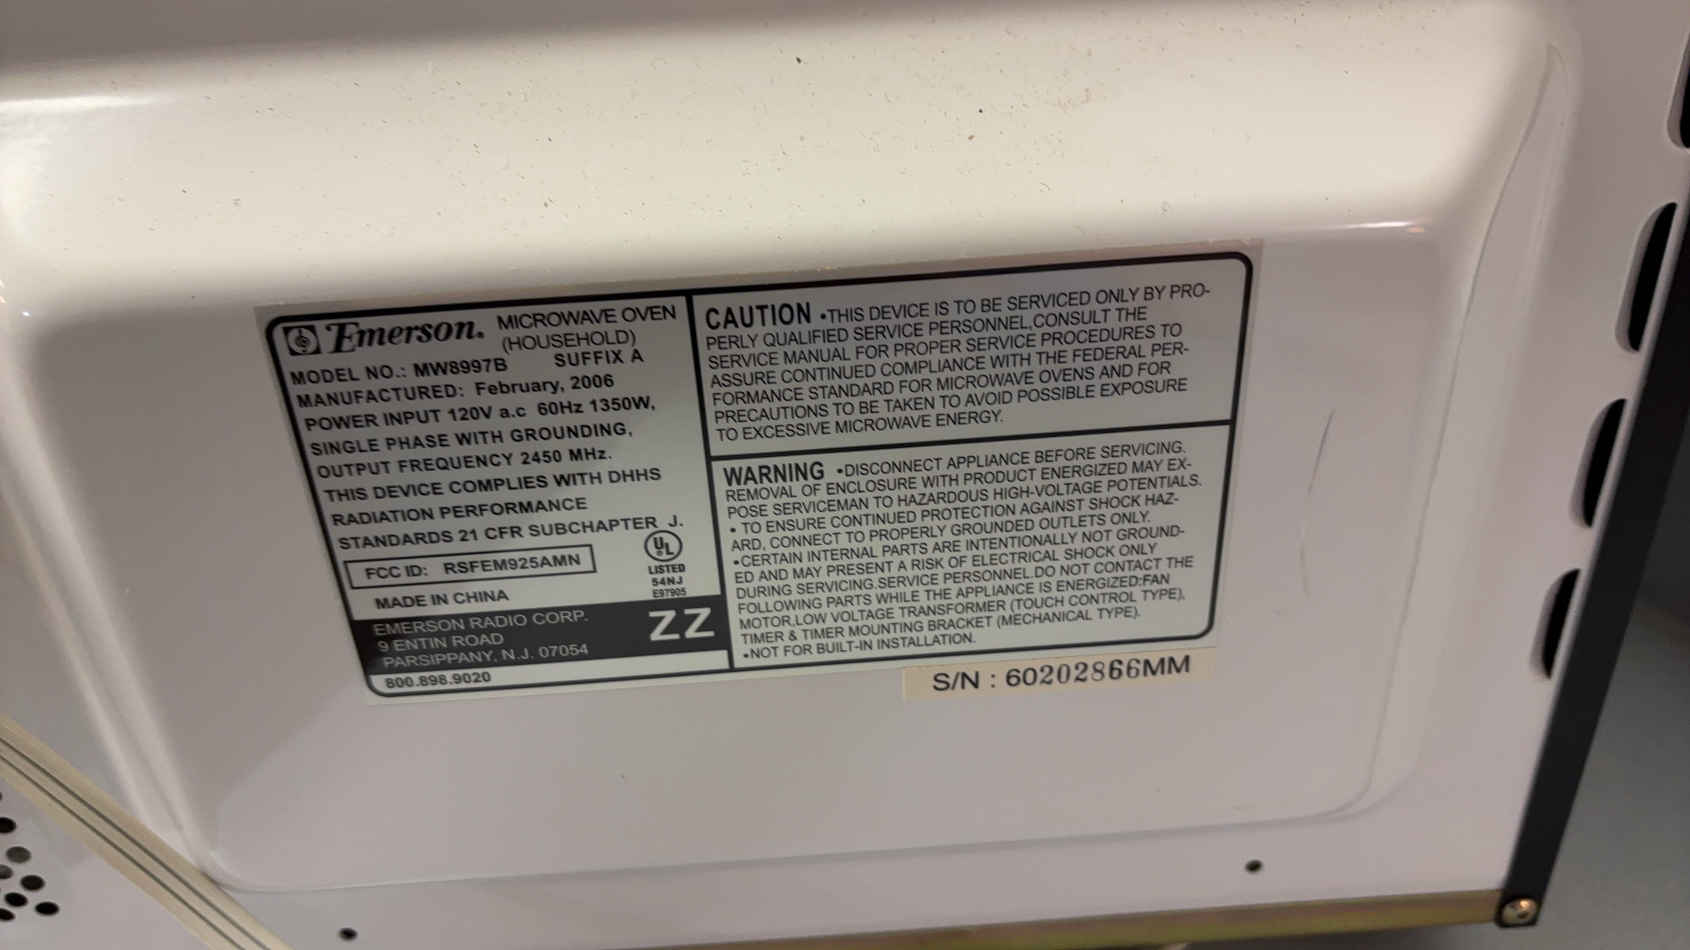 Emerson.
MICROWAVE OVEN
(HOUSEHOLD)
MODEL NO.: MW8997B SUFFIX A
MANUFACTURED: February, 2006
POWER INPUT 120V a.c 60Hz 1350W,
SINGLE PHASE WITH GROUNDING,
OUTPUT FREQUENCY 2450 MHz.
THIS DEVICE COMPLIES WITH DHHS
RADIATION PERFORMANCE
STANDARDS 21 CFR SUBCHAPTER J.
FCC ID: RSFEM925AMN
UL
LISTED
54NJ
E97905
MADE IN CHINA
EMERSON RADIO CORP.
9 ENTIN ROAD
PARSIPPANY, N.J. 07054
ZZ
800.898.9020
CAUTION •THIS DEVICE IS TO BE SERVICED ONLY BY PRO-
PERLY QUALIFIED SERVICE PERSONNEL,CONSULT THE
SERVICE MANUAL FOR PROPER SERVICE PROCEDURES TO
ASSURE CONTINUED COMPLIANCE WITH THE FEDERAL PER-
FORMANCE STANDARD FOR MICROWAVE OVENS AND FOR
PRECAUTIONS TO BE TAKEN TO AVOID POSSIBLE EXPOSURE
TO EXCESSIVE MICROWAVE ENERGY.
WARNING •DISCONNECT APPLIANCE BEFORE SERVICING.
REMOVAL OF ENCLOSURE WITH PRODUCT ENERGIZED MAY EX-
POSE SERVICEMAN TO HAZARDOUS HIGH-VOLTAGE POTENTIALS.
• TO ENSURE CONTINUED PROTECTION AGAINST SHOCK HAZ-
ARD, CONNECT TO PROPERLY GROUNDED OUTLETS ONLY.
•CERTAIN INTERNAL PARTS ARE INTENTIONALLY NOT GROUND-
ED AND MAY PRESENT A RISK OF ELECTRICAL SHOCK ONLY
DURING SERVICING.SERVICE PERSONNEL.DO NOT CONTACT THE
FOLLOWING PARTS WHILE THE APPLIANCE IS ENERGIZED:FAN
MOTOR,LOW VOLTAGE TRANSFORMER (TOUCH CONTROL TYPE),
TIMER & TIMER MOUNTING BRACKET (MECHANICAL TYPE).
•NOT FOR BUILT-IN INSTALLATION.
S/N : 60202866MM